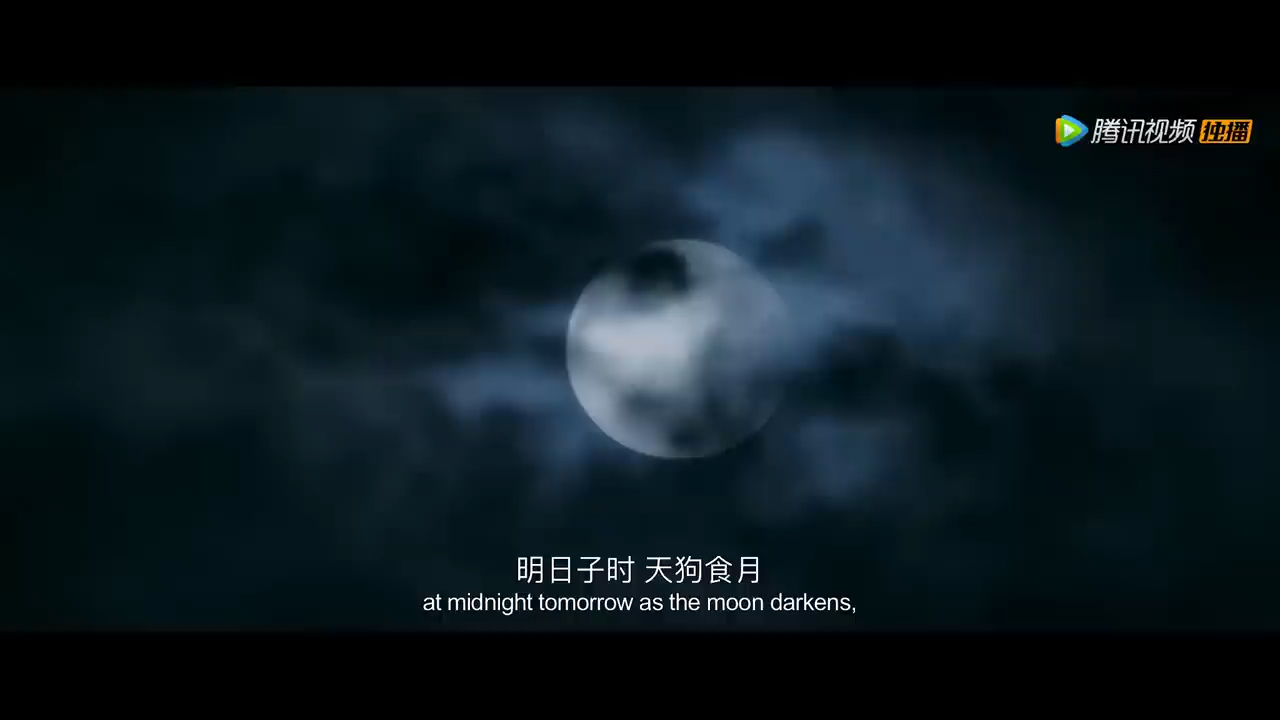 腾讯视频 独播
明日子时 天狗食月
at midnight tomorrow as the moon darkens,